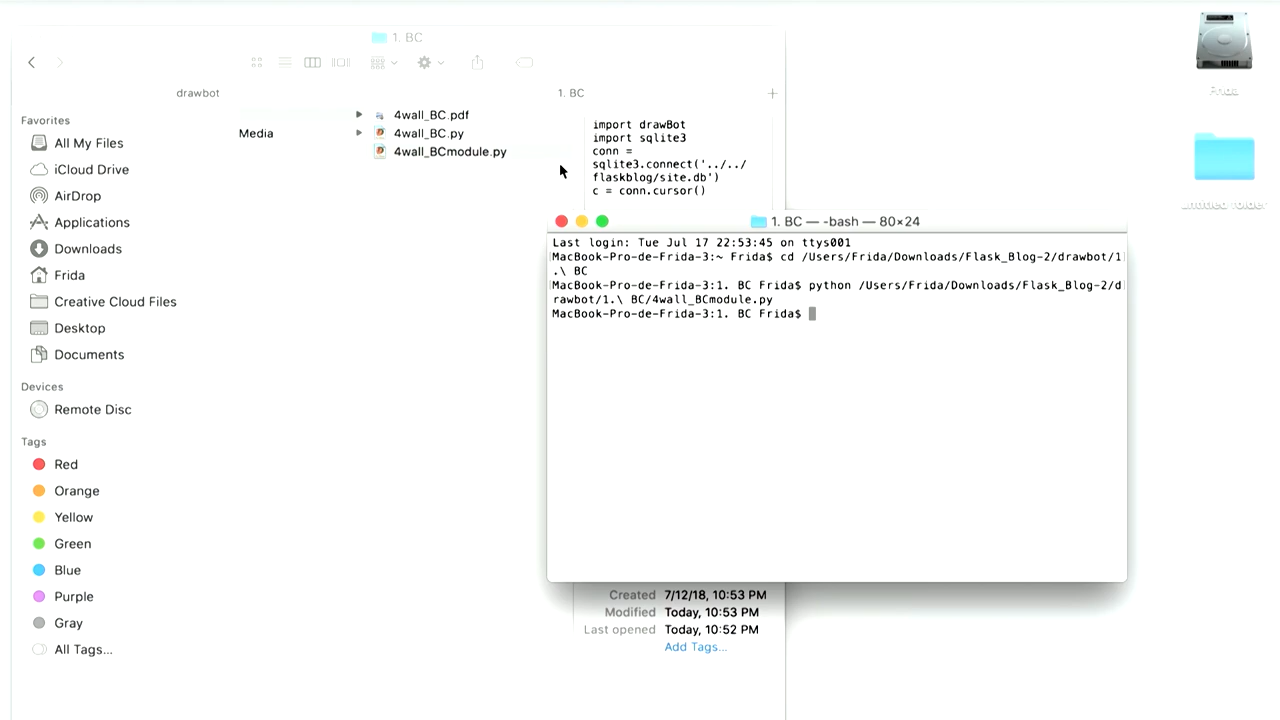 1. BC
drawbot
1. BC
Favorites
All My Files
iCloud Drive
AirDrop
Applications
Downloads
Frida
Creative Cloud Files
Desktop
Documents
Devices
Remote Disc
Tags
Red
Orange
Yellow
Green
Blue
Purple
Gray
All Tags...
Media
4wall_BC.pdf
4wall_BC.py
4wall_BCmodule.py
import drawBot
import sqlite3
conn =
sqlite3.connect('../../
flaskblog/site.db')
c = conn.cursor()
1. BC — -bash — 80×24
Last login: Tue Jul 17 22:53:45 on ttys001
MacBook-Pro-de-Frida-3:~ Frida$ cd /Users/Frida/Downloads/Flask_Blog-2/drawbot/1
.\ BC
MacBook-Pro-de-Frida-3:1. BC Frida$ python /Users/Frida/Downloads/Flask_Blog-2/d
rawbot/1.\ BC/4wall_BCmodule.py
MacBook-Pro-de-Frida-3:1. BC Frida$
Created 7/12/18, 10:53 PM
Modified Today, 10:53 PM
Last opened Today, 10:52 PM
Add Tags...
Frida
untitled folder